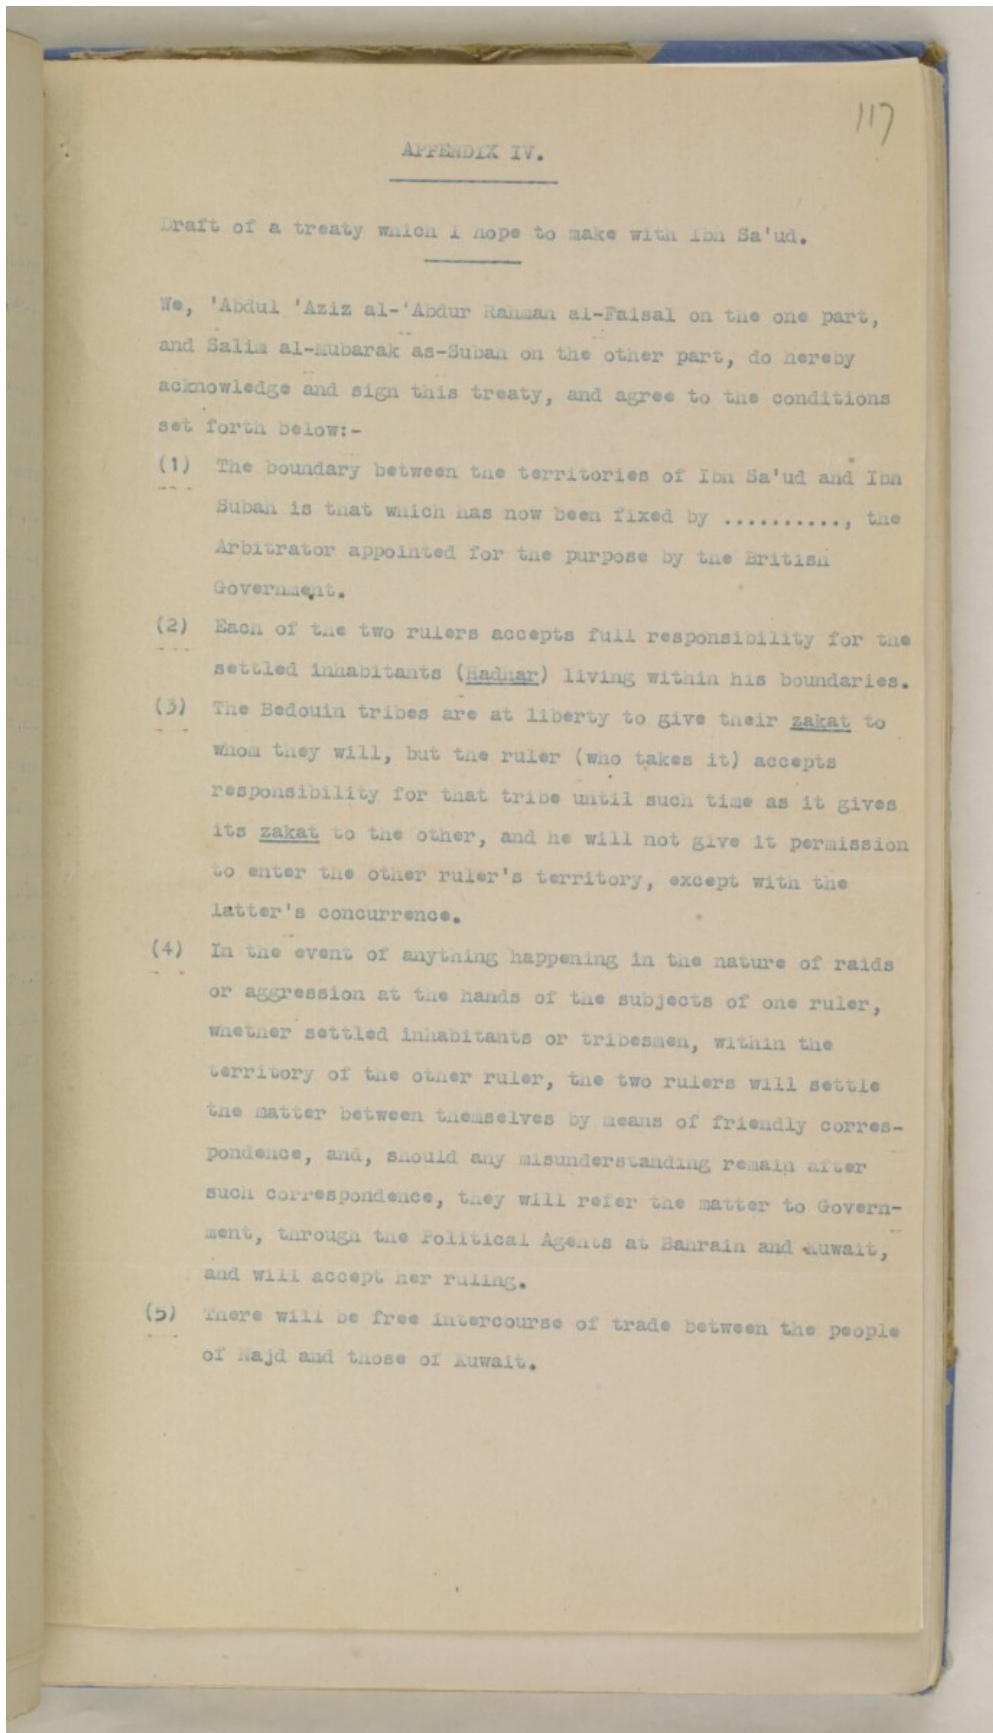 117
APPENDIX IV.
Draft of a treaty which I hope to make with Ibn Sa'ud.
We, 'Abdul 'Aziz al-'Abdur Rahman al-Faisal on the one part,
and Salim al-Mubarak as-Subah on the other part, do hereby
acknowledge and sign this treaty, and agree to the conditions
set forth below:-
(1) The boundary between the territories of Ibn Sa'ud and Ibn
Subah is that which has now been fixed by .........., the
Arbitrator appointed for the purpose by the British
Government.
(2) Each of the two rulers accepts full responsibility for the
settled inhabitants (Hadhar) living within his boundaries.
(3) The Bedouin tribes are at liberty to give their zakat to
whom they will, but the ruler (who takes it) accepts
responsibility for that tribe until such time as it gives
its zakat to the other, and he will not give it permission
to enter the other ruler's territory, except with the
latter's concurrence.
(4) In the event of anything happening in the nature of raids
or aggression at the hands of the subjects of one ruler,
whether settled inhabitants or tribesmen, within the
territory of the other ruler, the two rulers will settle
the matter between themselves by means of friendly corres-
pondence, and, should any misunderstanding remain after
such correspondence, they will refer the matter to Govern-
ment, through the Political Agents at Bahrain and Kuwait,
and will accept her ruling.
(5) There will be free intercourse of trade between the people
of Najd and those of Kuwait.